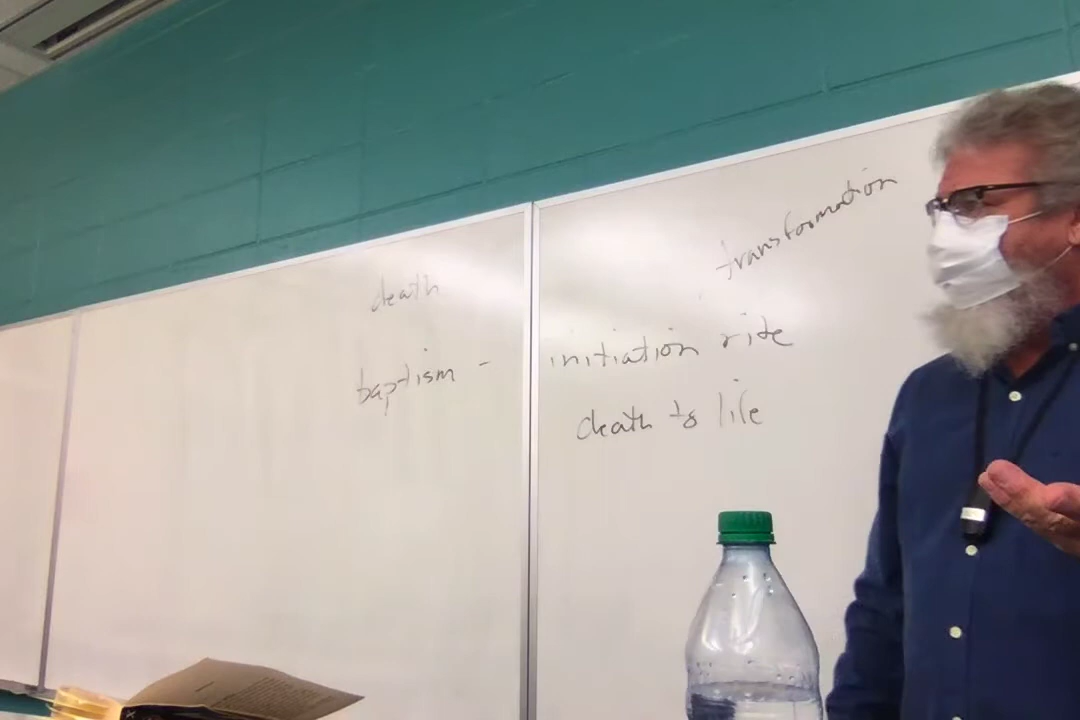 transformation
death
baptism - initiation rite
death to life